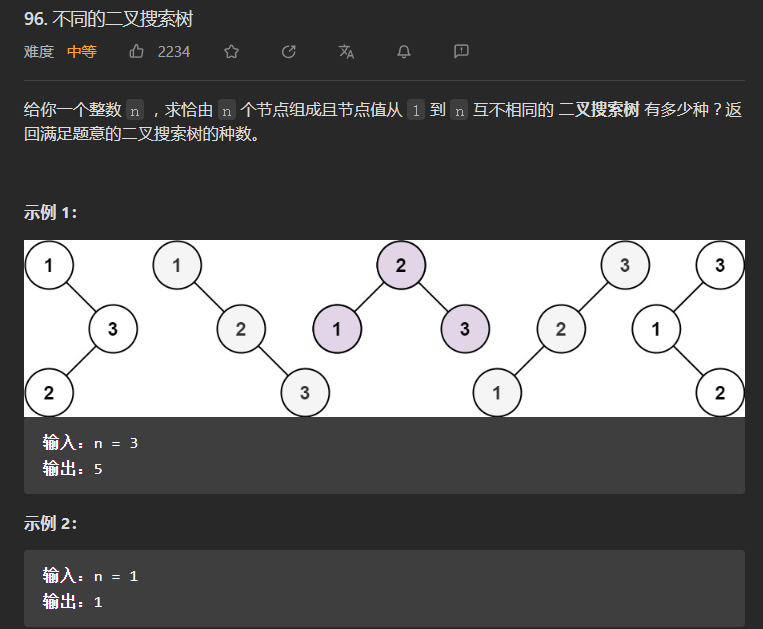 96. 不同的二叉搜索树
难度 中等 2234
给你一个整数 n ，求恰由 n 个节点组成且节点值从 1 到 n 互不相同的 二叉搜索树 有多少种？返
回满足题意的二叉搜索树的种数。
示例 1：
1 1 2 3 3
3 2 1 3 2 1
2 3 1 2
输入：n = 3
输出：5
示例 2：
输入：n = 1
输出：1